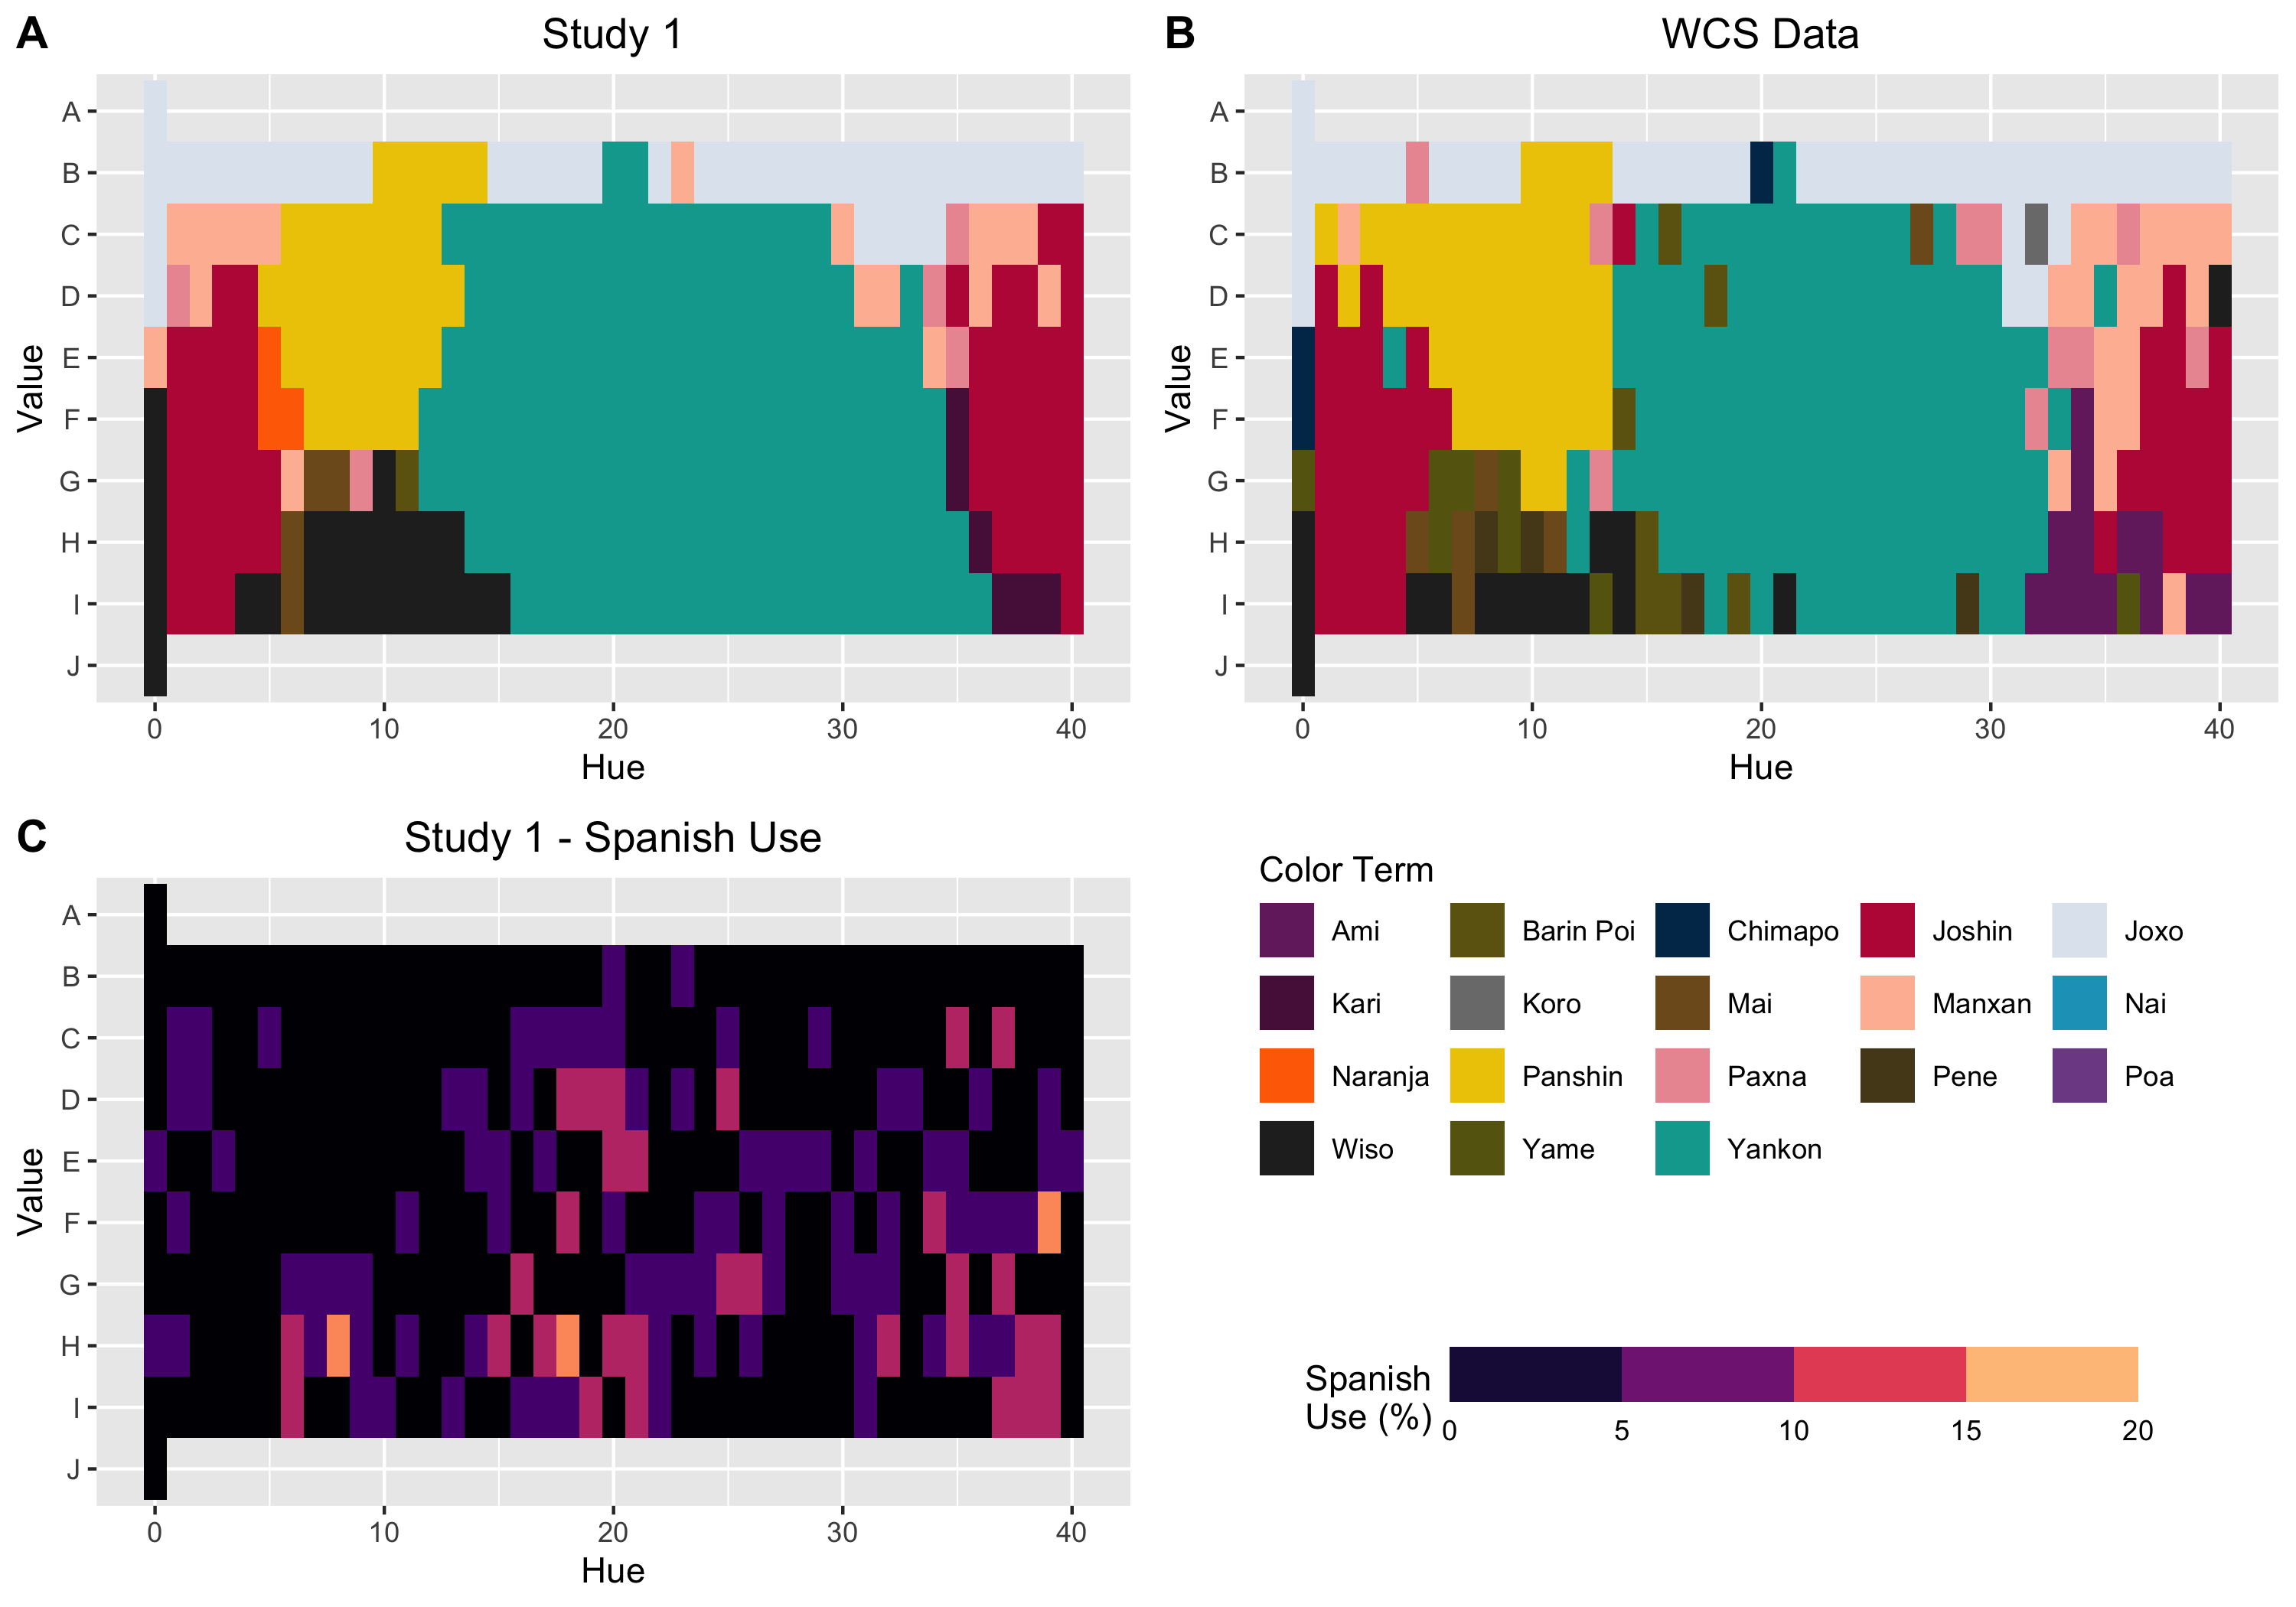 A
Study 1
A
B
C
D
E
F
G
H
I
J
Value
0 10 20 30 40
Hue
B
WCS Data
A
B
C
D
E
F
G
H
I
J
Value
0 10 20 30 40
Hue
C
Study 1 - Spanish Use
A
B
C
D
E
F
G
H
I
J
Value
0 10 20 30 40
Hue
Color Term
Ami Barin Poi Chimapo Joshin Joxo
Kari Koro Mai Manxan Nai
Naranja Panshin Paxna Pene Poa
Wiso Yame Yankon
Spanish
Use (%)
0 5 10 15 20